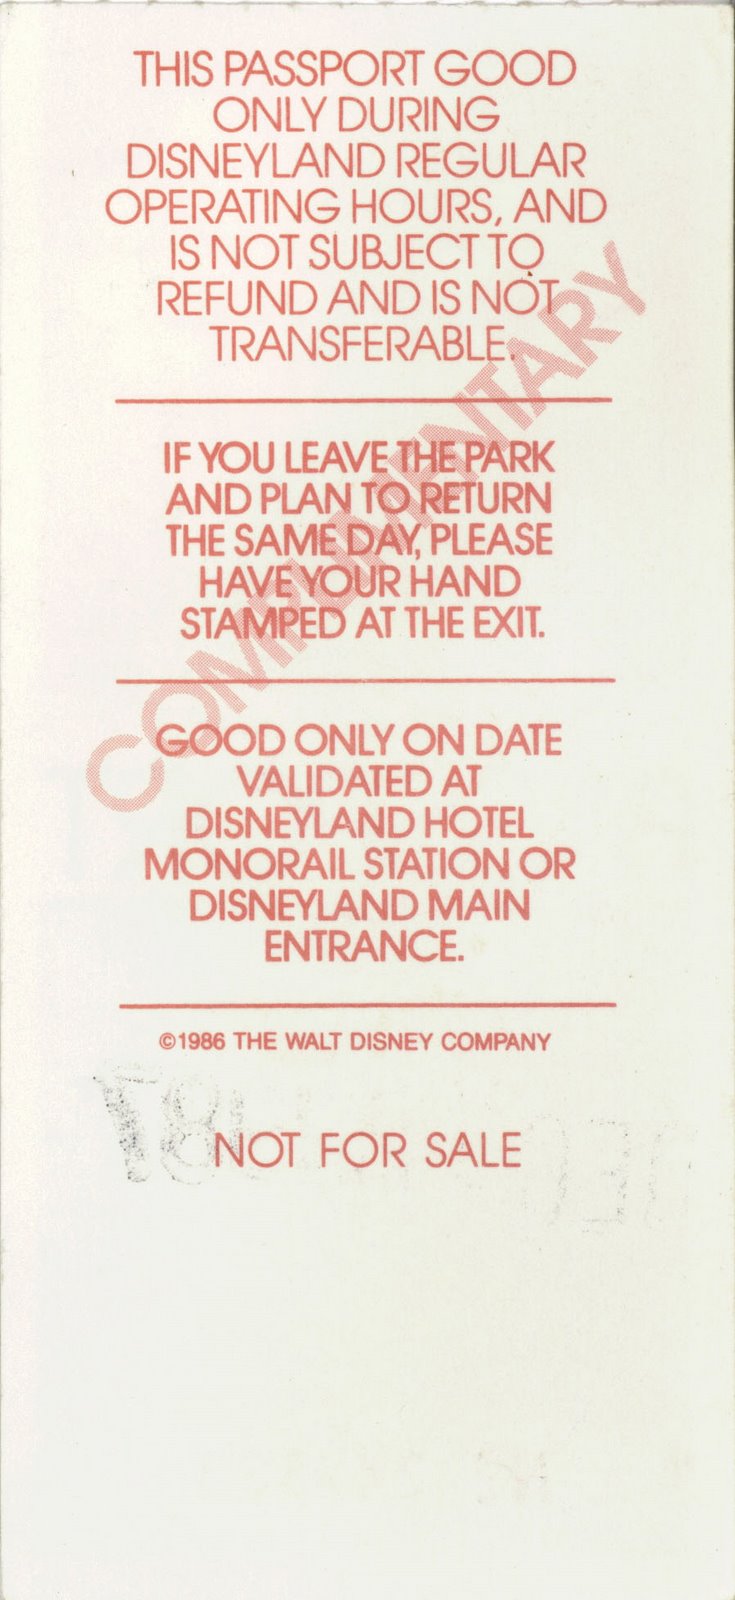 THIS PASSPORT GOOD
ONLY DURING
DISNEYLAND REGULAR
OPERATING HOURS, AND
IS NOT SUBJECT TO
REFUND AND IS NOT
TRANSFERABLE.
COMPLIMENTARY
IF YOU LEAVE THE PARK
AND PLAN TO RETURN
THE SAME DAY, PLEASE
HAVE YOUR HAND
STAMPED AT THE EXIT.
GOOD ONLY ON DATE
VALIDATED AT
DISNEYLAND HOTEL
MONORAIL STATION OR
DISNEYLAND MAIN
ENTRANCE.
©1986 THE WALT DISNEY COMPANY
NOT FOR SALE